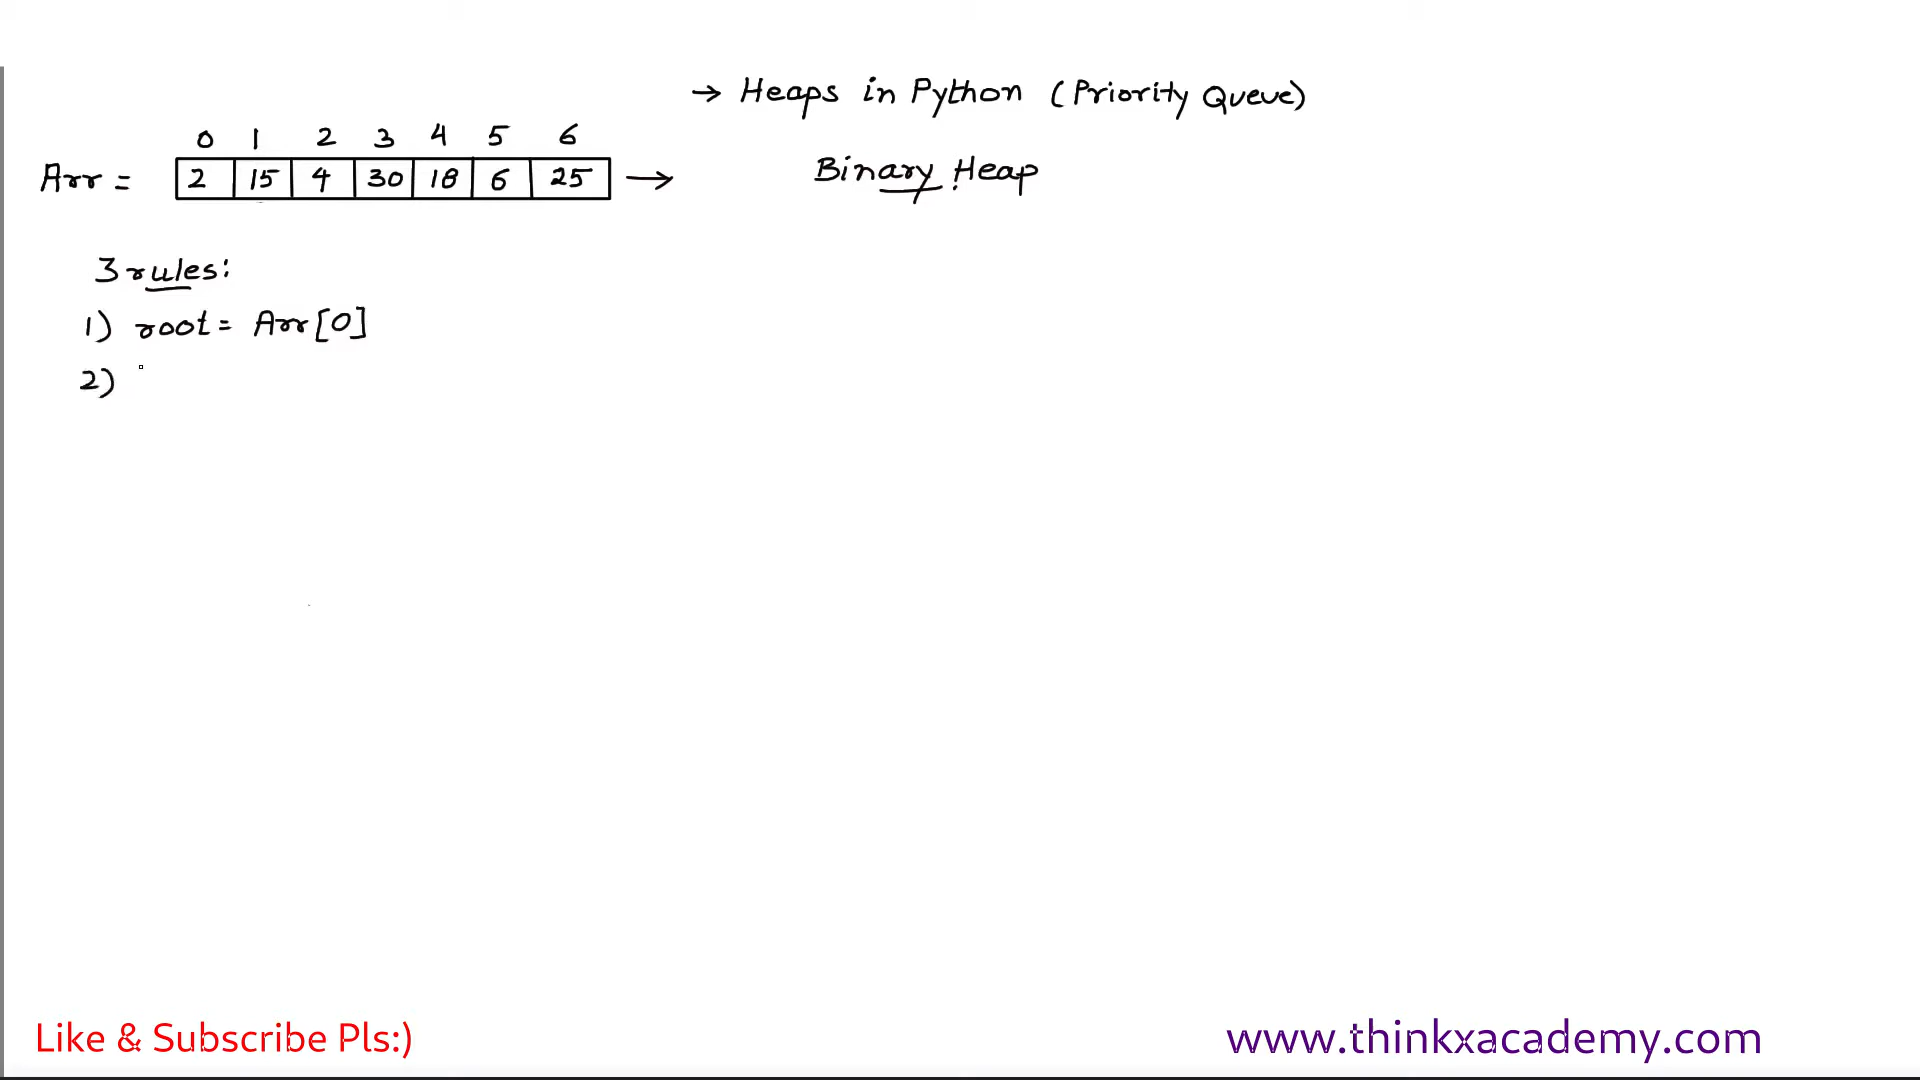 → Heaps in Python (Priority Queue)
0 1 2 3 4 5 6
Arr = 2 15 4 30 18 6 25 →
Binary Heap
3 rules:
1) root = Arr[0]
2)
Like & Subscribe Pls:)
www.thinkxacademy.com